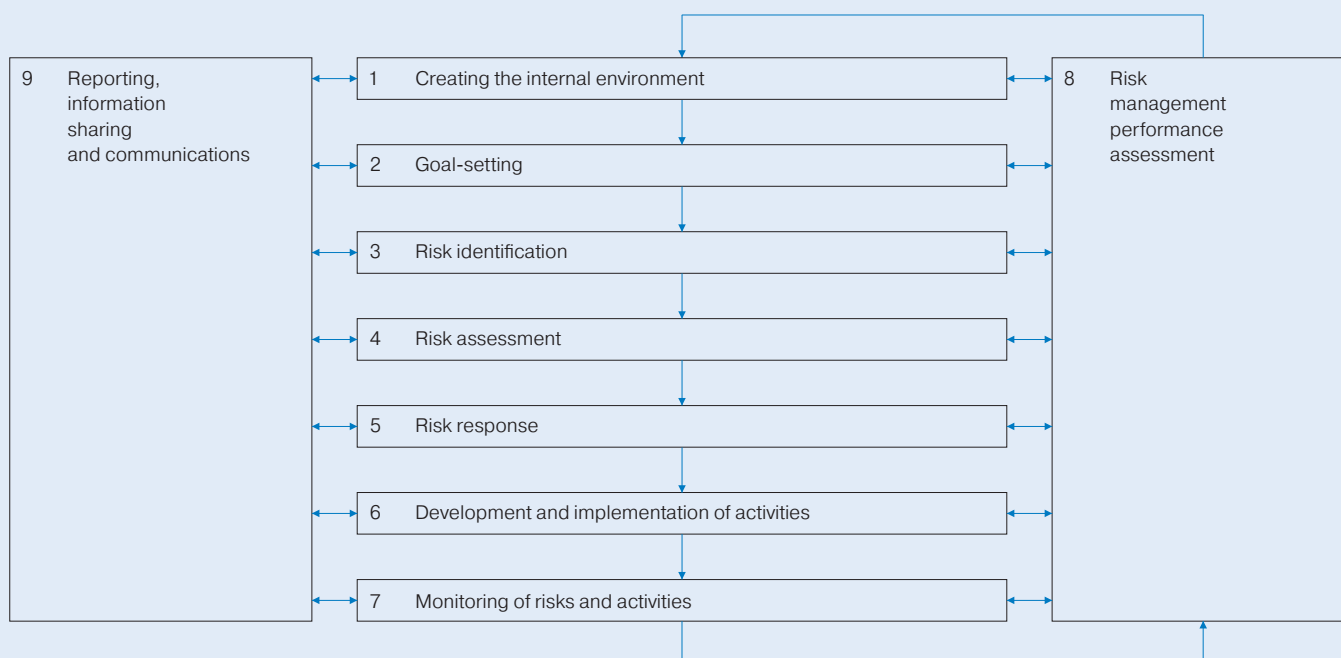 9 Reporting,
information
sharing
and communications
1 Creating the internal environment
2 Goal-setting
3 Risk identification
4 Risk assessment
5 Risk response
6 Development and implementation of activities
7 Monitoring of risks and activities
8 Risk
management
performance
assessment